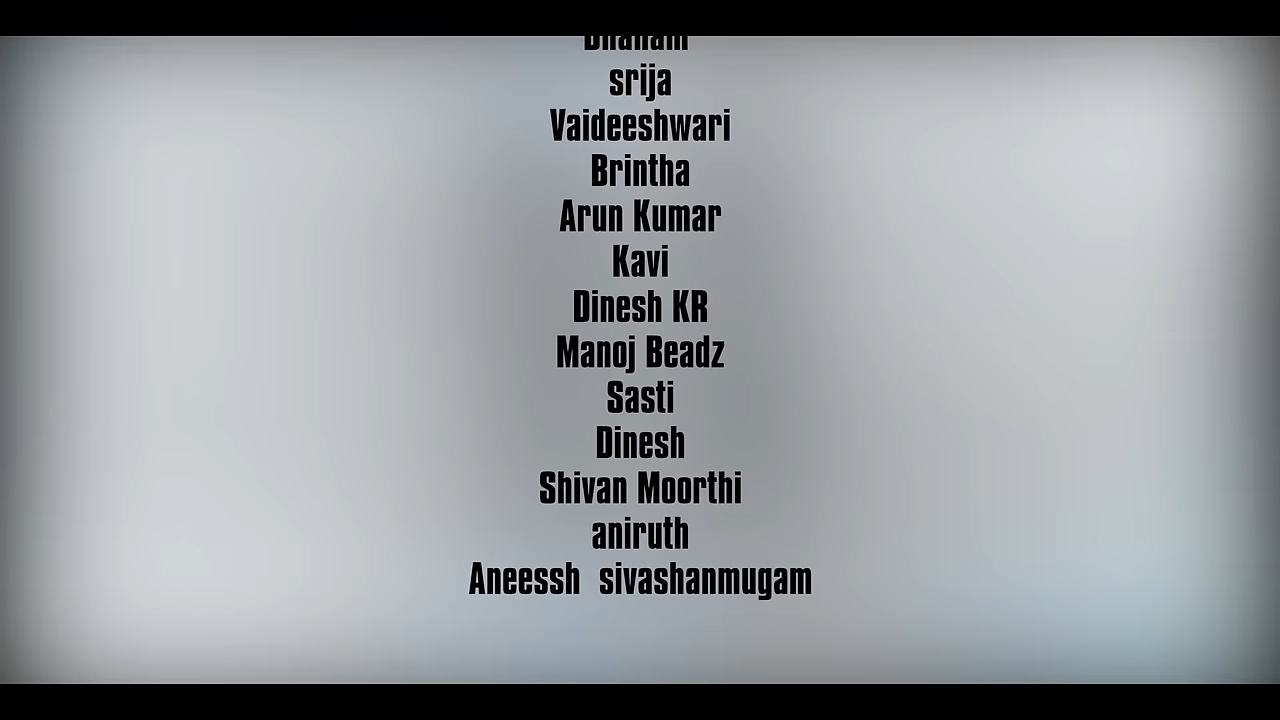 srija
Vaideeshwari
Brintha
Arun Kumar
Kavi
Dinesh KR
Manoj Beadz
Sasti
Dinesh
Shivan Moorthi
aniruth
Aneessh sivashanmugam